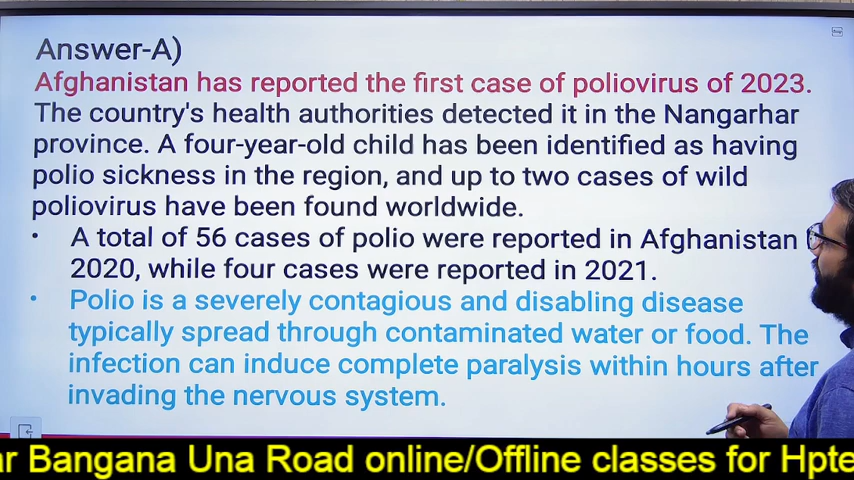 Answer-A)
Afghanistan has reported the first case of poliovirus of 2023.
The country's health authorities detected it in the Nangarhar
province. A four-year-old child has been identified as having
polio sickness in the region, and up to two cases of wild
poliovirus have been found worldwide.
• A total of 56 cases of polio were reported in Afghanistan
2020, while four cases were reported in 2021.
• Polio is a severely contagious and disabling disease
typically spread through contaminated water or food. The
infection can induce complete paralysis within hours after
invading the nervous system.
ar Bangana Una Road online/Offline classes for Hpte